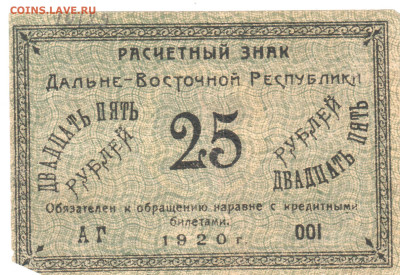 COINS.LAVE.RU
РАСЧЕТНЫЙ ЗНАК
ДАЛЬНЕ-ВОСТОЧНОЙ РЕСПУБЛИКИ
ДВАДЦАТЬ ПЯТЬ
РУБЛЕЙ
25
РУБЛЕЙ
ДВАДЦАТЬ ПЯТЬ
Обязателен к обращению наравне с кредитными
билетами.
АГ
001
1920 г.